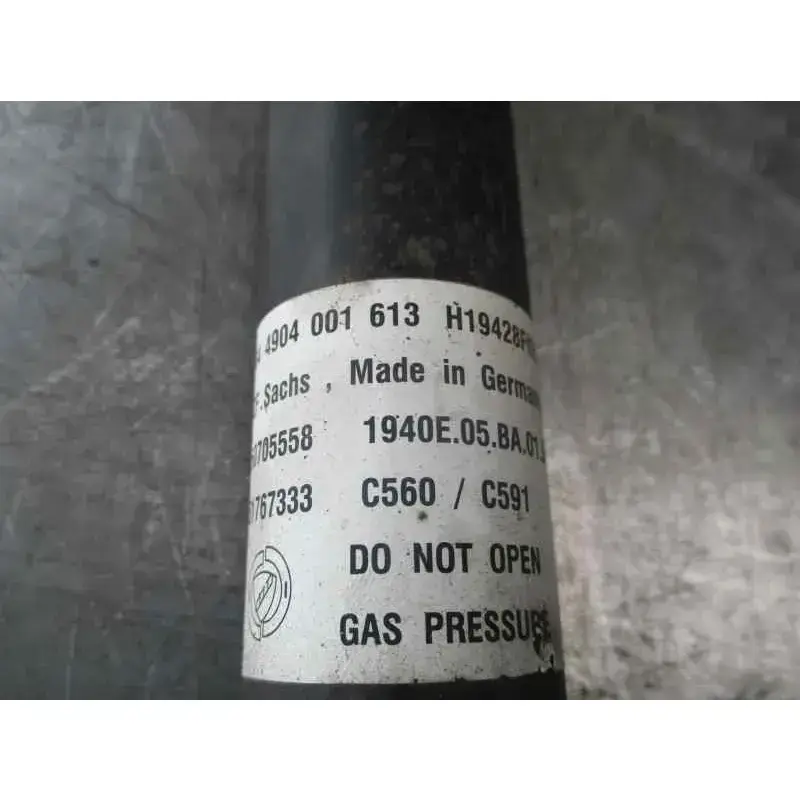 4904 001 613 H19428F
Sachs , Made in German
705558 1940E.05.BA.01.
767333 C560 / C591
DO NOT OPEN
GAS PRESSURE